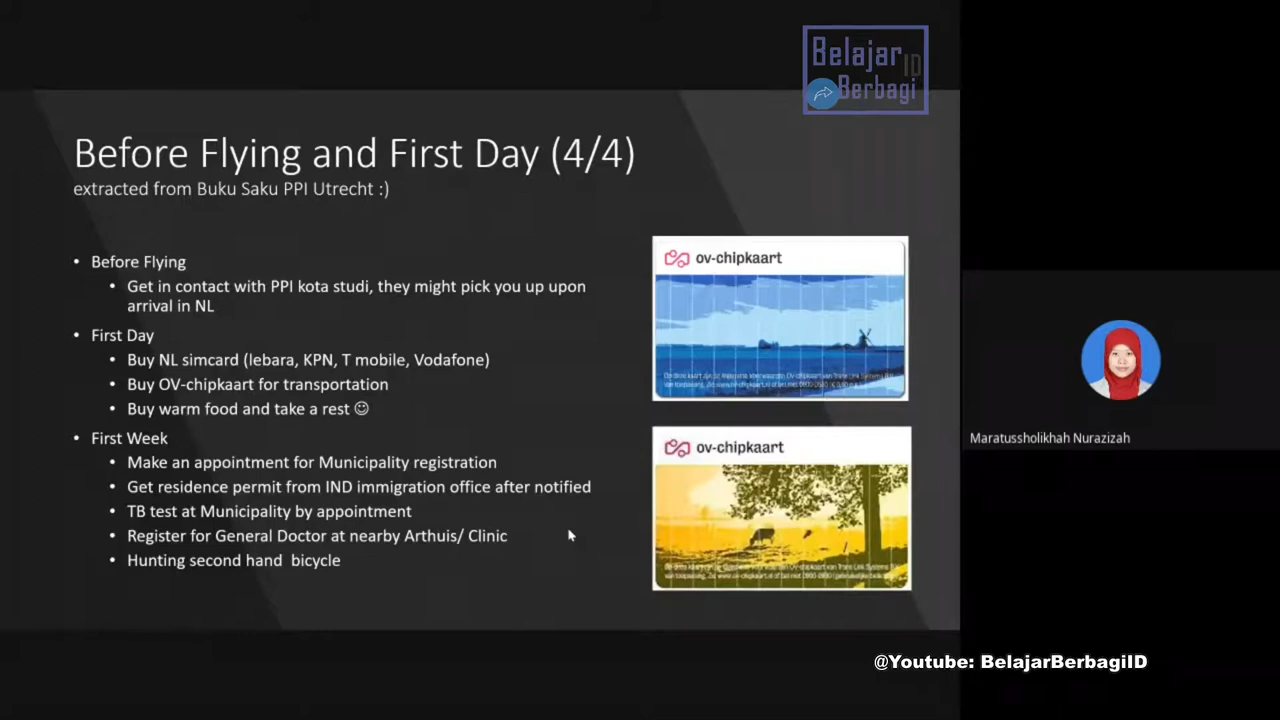 Belajar
ID
Berbagi
Before Flying and First Day (4/4)
extracted from Buku Saku PPI Utrecht :)
• Before Flying
• Get in contact with PPI kota studi, they might pick you up upon
arrival in NL
• First Day
• Buy NL simcard (lebara, KPN, T mobile, Vodafone)
• Buy OV-chipkaart for transportation
• Buy warm food and take a rest ☺
• First Week
• Make an appointment for Municipality registration
• Get residence permit from IND immigration office after notified
• TB test at Municipality by appointment
• Register for General Doctor at nearby Arthuis/ Clinic
• Hunting second hand bicycle
ov-chipkaart
ov-chipkaart
Maratussholikhah Nurazizah
@Youtube: BelajarBerbagiID